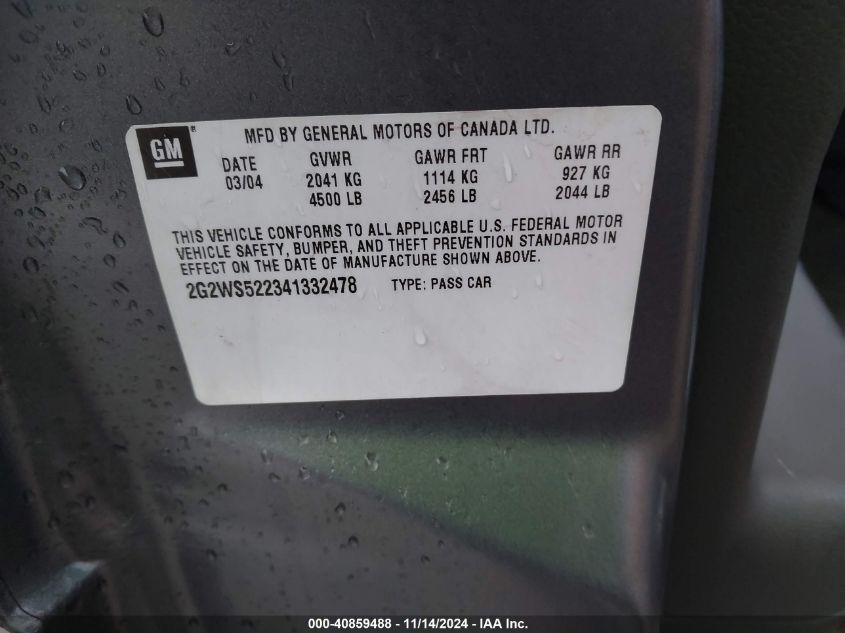 GM ® MFD BY GENERAL MOTORS OF CANADA LTD.
DATE GVWR GAWR FRT GAWR RR
03/04 2041 KG 1114 KG 927 KG
4500 LB 2456 LB 2044 LB
THIS VEHICLE CONFORMS TO ALL APPLICABLE U.S. FEDERAL MOTOR
VEHICLE SAFETY, BUMPER, AND THEFT PREVENTION STANDARDS IN
EFFECT ON THE DATE OF MANUFACTURE SHOWN ABOVE.
2G2WS522341332478 TYPE: PASS CAR
000-40859488 - 11/14/2024 - IAA Inc.